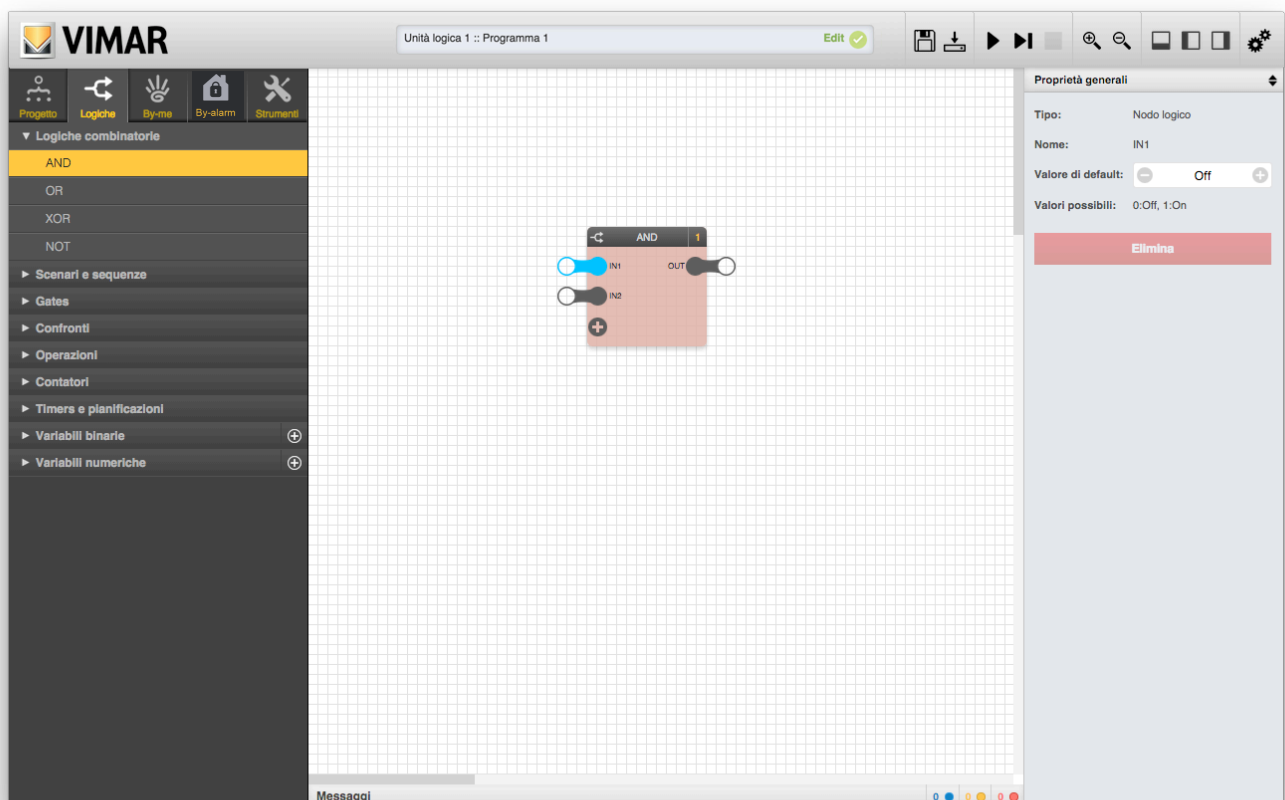 VIMAR
Unità logica 1 :: Programma 1
Edit
Progetto
Logiche
By-me
By-alarm
Strumenti
Logiche combinatorie
AND
OR
XOR
NOT
Scenari e sequenze
Gates
Confronti
Operazioni
Contatori
Timers e pianificazioni
Variabili binarie
Variabili numeriche
AND 1
IN1 OUT
IN2
Proprietà generali
Tipo: Nodo logico
Nome: IN1
Valore di default: Off
Valori possibili: 0:Off, 1:On
Elimina
Messaggi
0 0 0